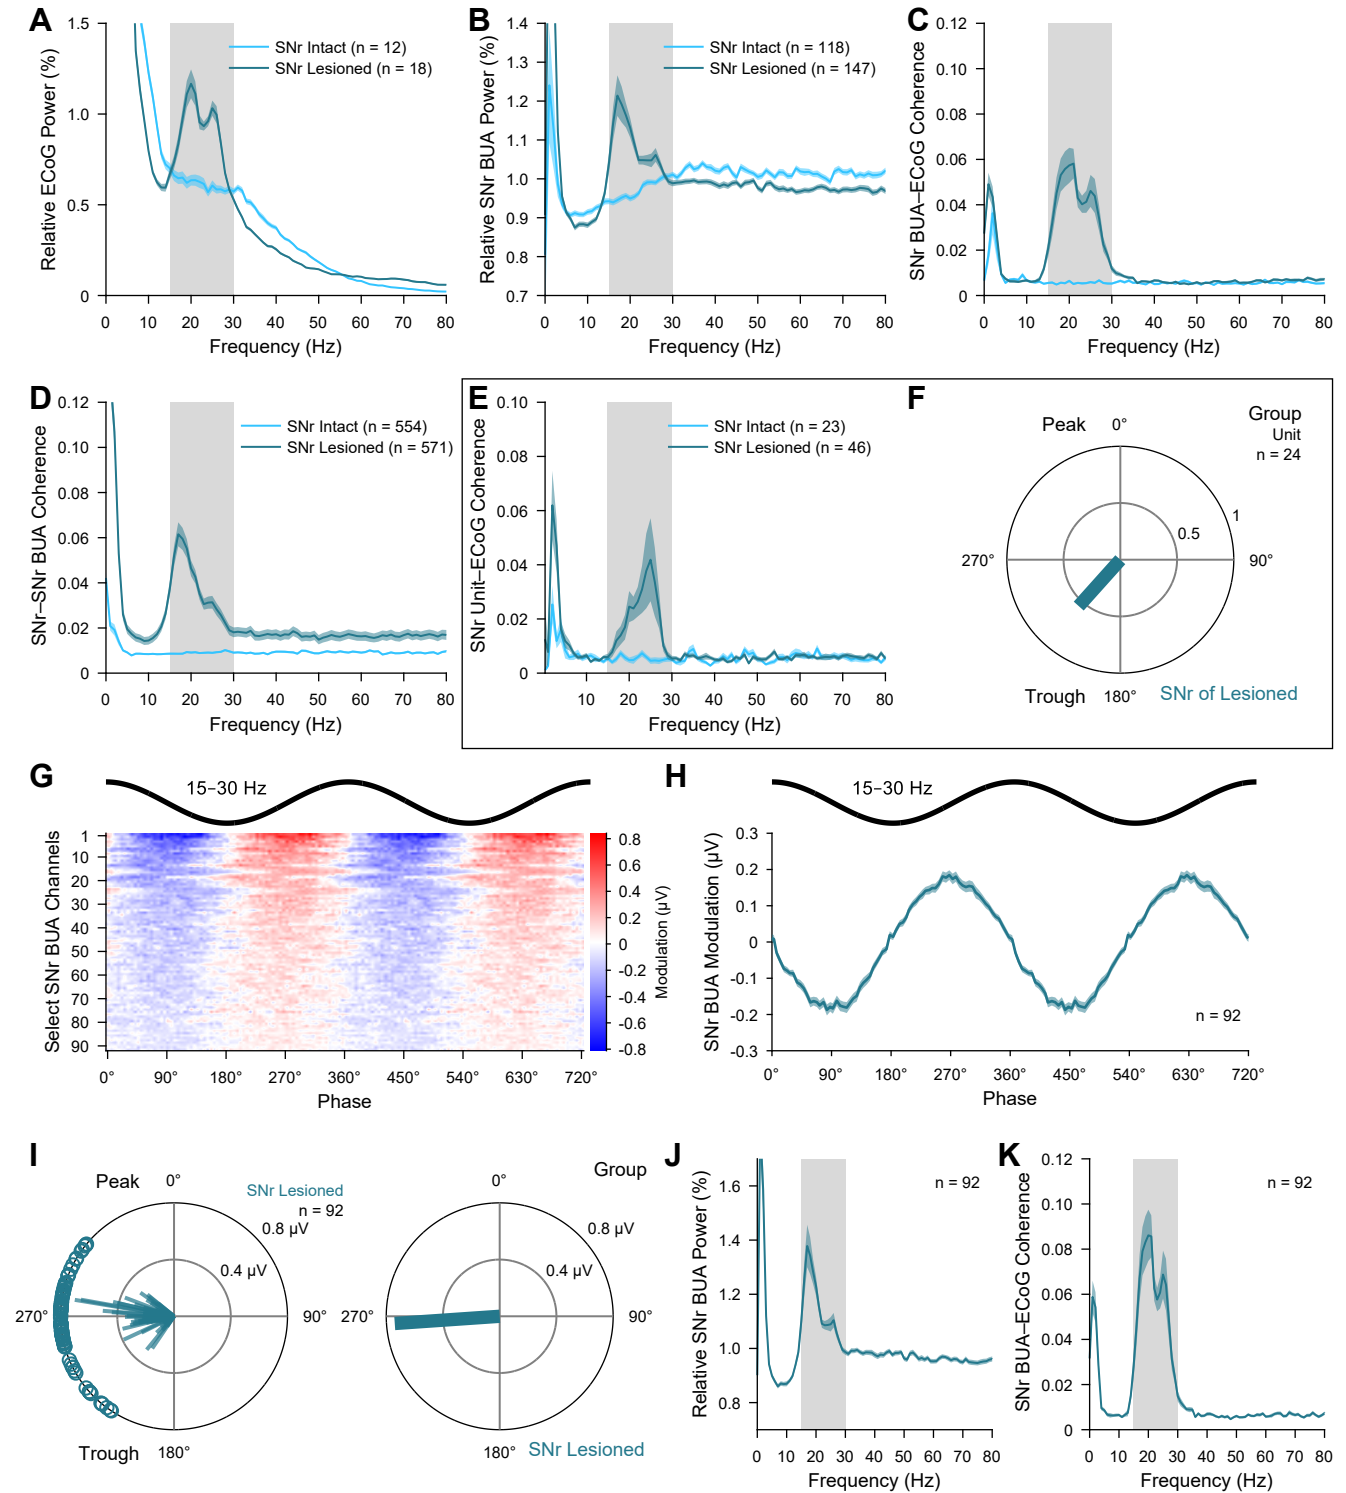 A
1.5
1.0
0.5
0
Relative ECoG Power (%)
SNr Intact (n = 12)
SNr Lesioned (n = 18)
0 10 20 30 40 50 60 70 80
Frequency (Hz)
B
1.4
1.3
1.2
1.1
1.0
0.9
0.8
0.7
Relative SNr BUA Power (%)
SNr Intact (n = 118)
SNr Lesioned (n = 147)
0 10 20 30 40 50 60 70 80
Frequency (Hz)
C
0.12
0.10
0.08
0.06
0.04
0.02
0
SNr BUA–ECoG Coherence
0 10 20 30 40 50 60 70 80
Frequency (Hz)
D
0.12
0.10
0.08
0.06
0.04
0.02
0
SNr–SNr BUA Coherence
SNr Intact (n = 554)
SNr Lesioned (n = 571)
0 10 20 30 40 50 60 70 80
Frequency (Hz)
E
0.10
0.08
0.06
0.04
0.02
0
SNr Unit–ECoG Coherence
SNr Intact (n = 23)
SNr Lesioned (n = 46)
10 20 30 40 50 60 70 80
Frequency (Hz)
F
Peak 0°
Group
Unit
n = 24
1
0.5
270° 90°
Trough 180° SNr of Lesioned
G
15–30 Hz
Select SNr BUA Channels
1
10
20
30
40
50
60
70
80
90
0° 90° 180° 270° 360° 450° 540° 630° 720°
Phase
0.8
0.6
0.4
0.2
0
-0.2
-0.4
-0.6
-0.8
Modulation (µV)
H
15–30 Hz
0.3
0.2
0.1
0
-0.1
-0.2
-0.3
SNr BUA Modulation (µV)
n = 92
0° 90° 180° 270° 360° 450° 540° 630° 720°
Phase
I
Peak 0°
SNr Lesioned
n = 92
0.8 µV
0.4 µV
270° 90°
Trough 180°
Group
0°
0.8 µV
0.4 µV
270° 90°
180° SNr Lesioned
J
1.6
1.4
1.2
1.0
0.8
Relative SNr BUA Power (%)
n = 92
0 10 20 30 40 50 60 70 80
Frequency (Hz)
K
0.12
0.10
0.08
0.06
0.04
0.02
0
SNr BUA–ECoG Coherence
n = 92
0 10 20 30 40 50 60 70 80
Frequency (Hz)